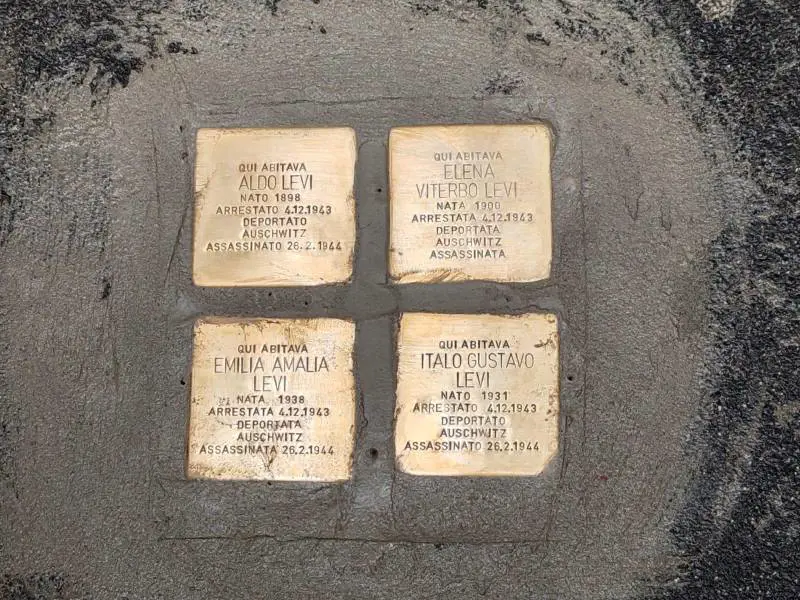 QUI ABITAVA
ALDO LEVI
NATO 1898
ARRESTATO 4.12.1943
DEPORTATO
AUSCHWITZ
ASSASSINATO 26.2.1944
QUI ABITAVA
ELENA
VITERBO LEVI
NATA 1900
ARRESTATA 4.12.1943
DEPORTATA
AUSCHWITZ
ASSASSINATA
QUI ABITAVA
EMILIA AMALIA
LEVI
NATA 1938
ARRESTATA 4.12.1943
DEPORTATA
AUSCHWITZ
ASSASSINATA 26.2.1944
QUI ABITAVA
ITALO GUSTAVO
LEVI
NATO 1931
ARRESTATO 4.12.1943
DEPORTATO
AUSCHWITZ
ASSASSINATO 26.2.1944